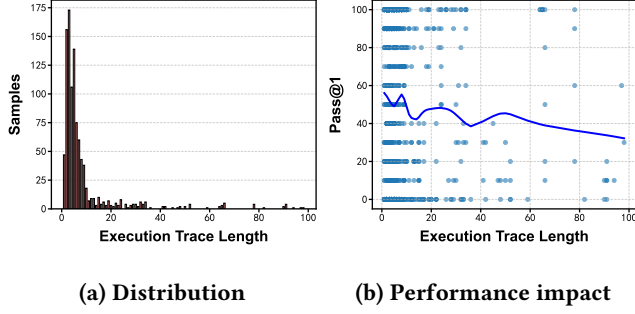 175
150
125
100
75
50
25
0
Samples
0 20 40 60 80 100
Execution Trace Length
(a) Distribution
100
80
60
40
20
0
Pass@1
0 20 40 60 80 100
Execution Trace Length
(b) Performance impact